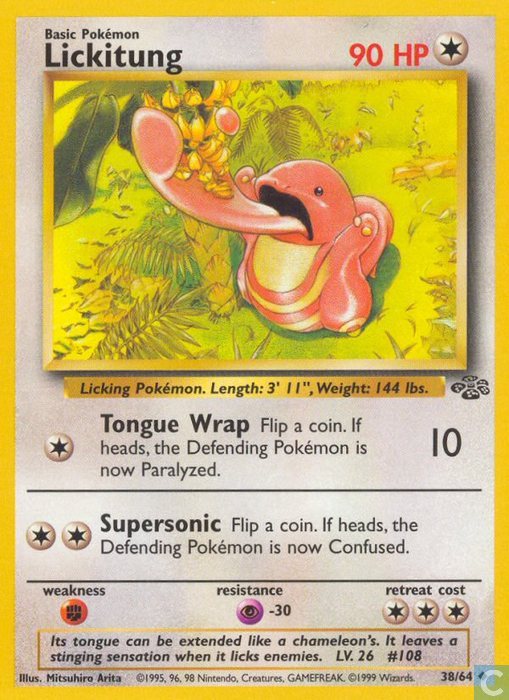 Basic Pokémon
Lickitung
90 HP
Licking Pokémon. Length: 3' 11", Weight: 144 lbs.
Tongue Wrap Flip a coin. If
heads, the Defending Pokémon is
now Paralyzed.
10
Supersonic Flip a coin. If heads, the
Defending Pokémon is now Confused.
weakness
resistance
retreat cost
-30
Its tongue can be extended like a chameleon's. It leaves a
stinging sensation when it licks enemies. LV. 26 #108
Illus. Mitsuhiro Arita ©1995, 96, 98 Nintendo, Creatures, GAMEFREAK. ©1999 Wizards. 38/64
C